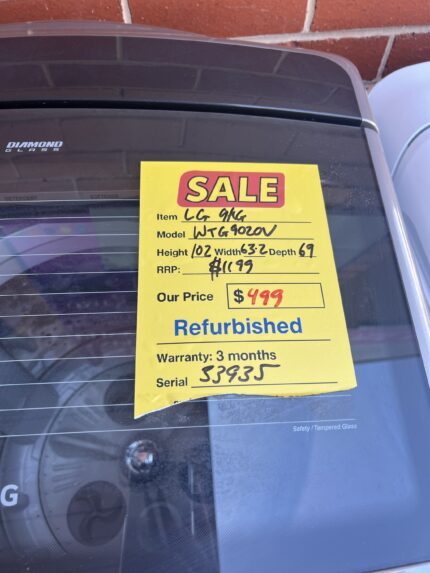 DIAMOND
GLASS
SALE
Item LG 9KG
Model WTG9020V
Height 102 Width 63.2 Depth 69
RRP: $1199
Our Price $499
Refurbished
Warranty: 3 months
Serial 53935
Safety / Tempered Glass
G